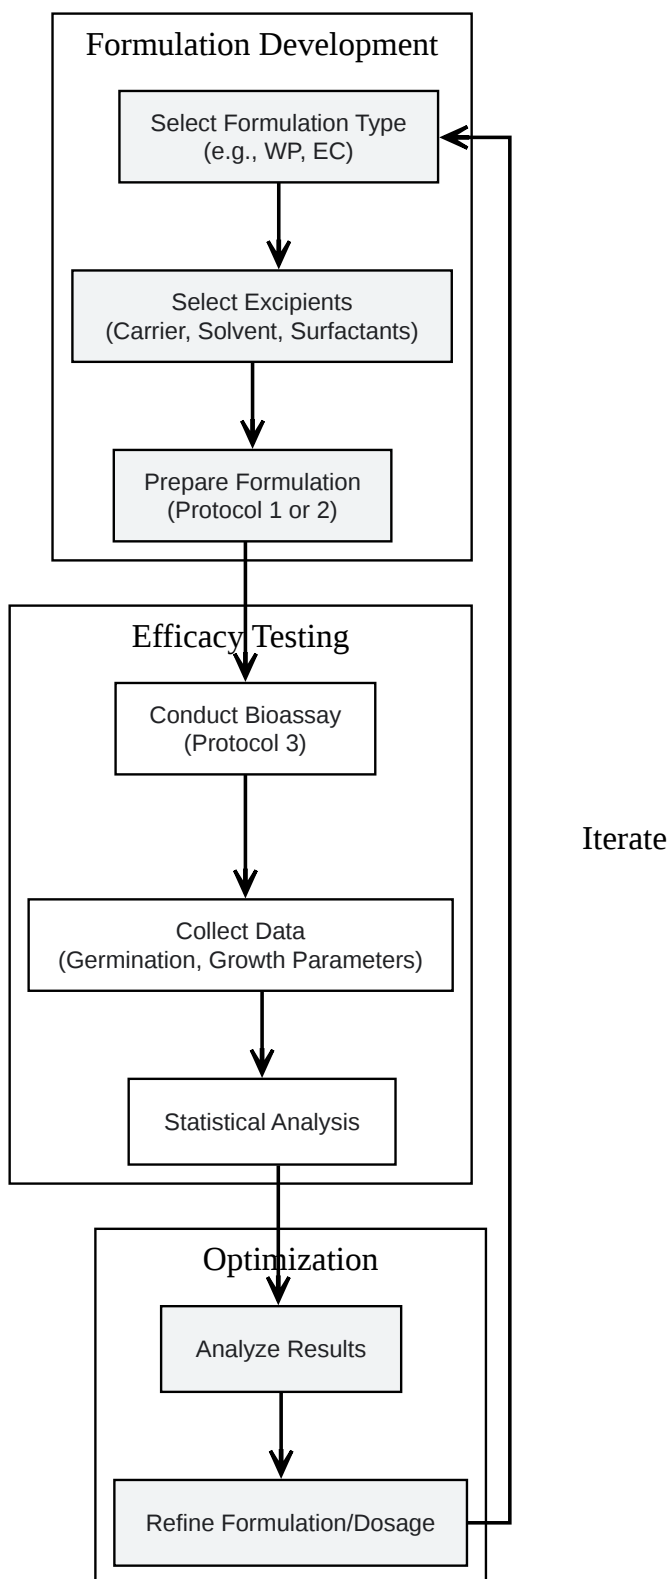 Formulation Development
Select Formulation Type
(e.g., WP, EC)
Select Excipients
(Carrier, Solvent, Surfactants)
Prepare Formulation
(Protocol 1 or 2)
Efficacy Testing
Conduct Bioassay
(Protocol 3)
Iterate
Collect Data
(Germination, Growth Parameters)
Statistical Analysis
Optimization
Analyze Results
Refine Formulation/Dosage